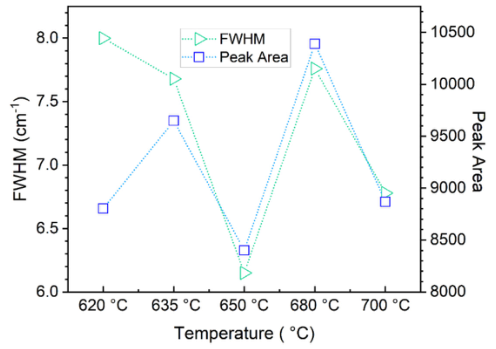 FWHM
Peak Area
8.0
7.5
7.0
6.5
6.0
FWHM (cm⁻¹)
10500
10000
9500
9000
8500
8000
Peak Area
620 °C 635 °C 650 °C 680 °C 700 °C
Temperature ( °C)